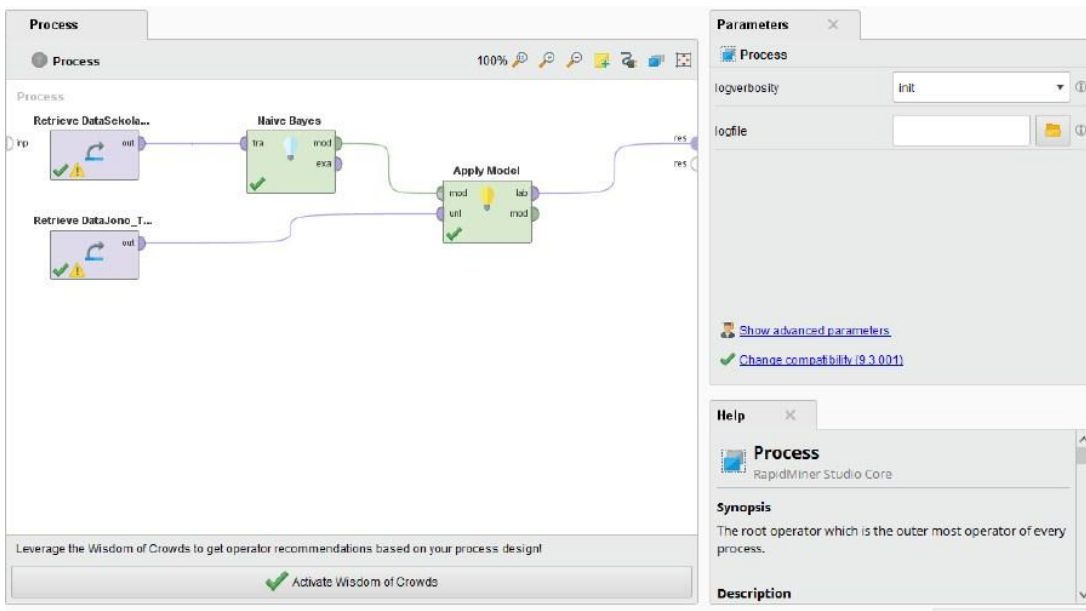 Process
Process
100%
Process
Retrieve DataSekola...
inp
out
Naive Bayes
tra
mod
exa
Apply Model
mod
lab
unl
mod
res
res
Retrieve DataJono_T...
out
Leverage the Wisdom of Crowds to get operator recommendations based on your process design!
Activate Wisdom of Crowds
Parameters
Process
logverbosity
init
logfile
Show advanced parameters
Change compatibility (9.3.001)
Help
Process
RapidMiner Studio Core
Synopsis
The root operator which is the outer most operator of every
process.
Description